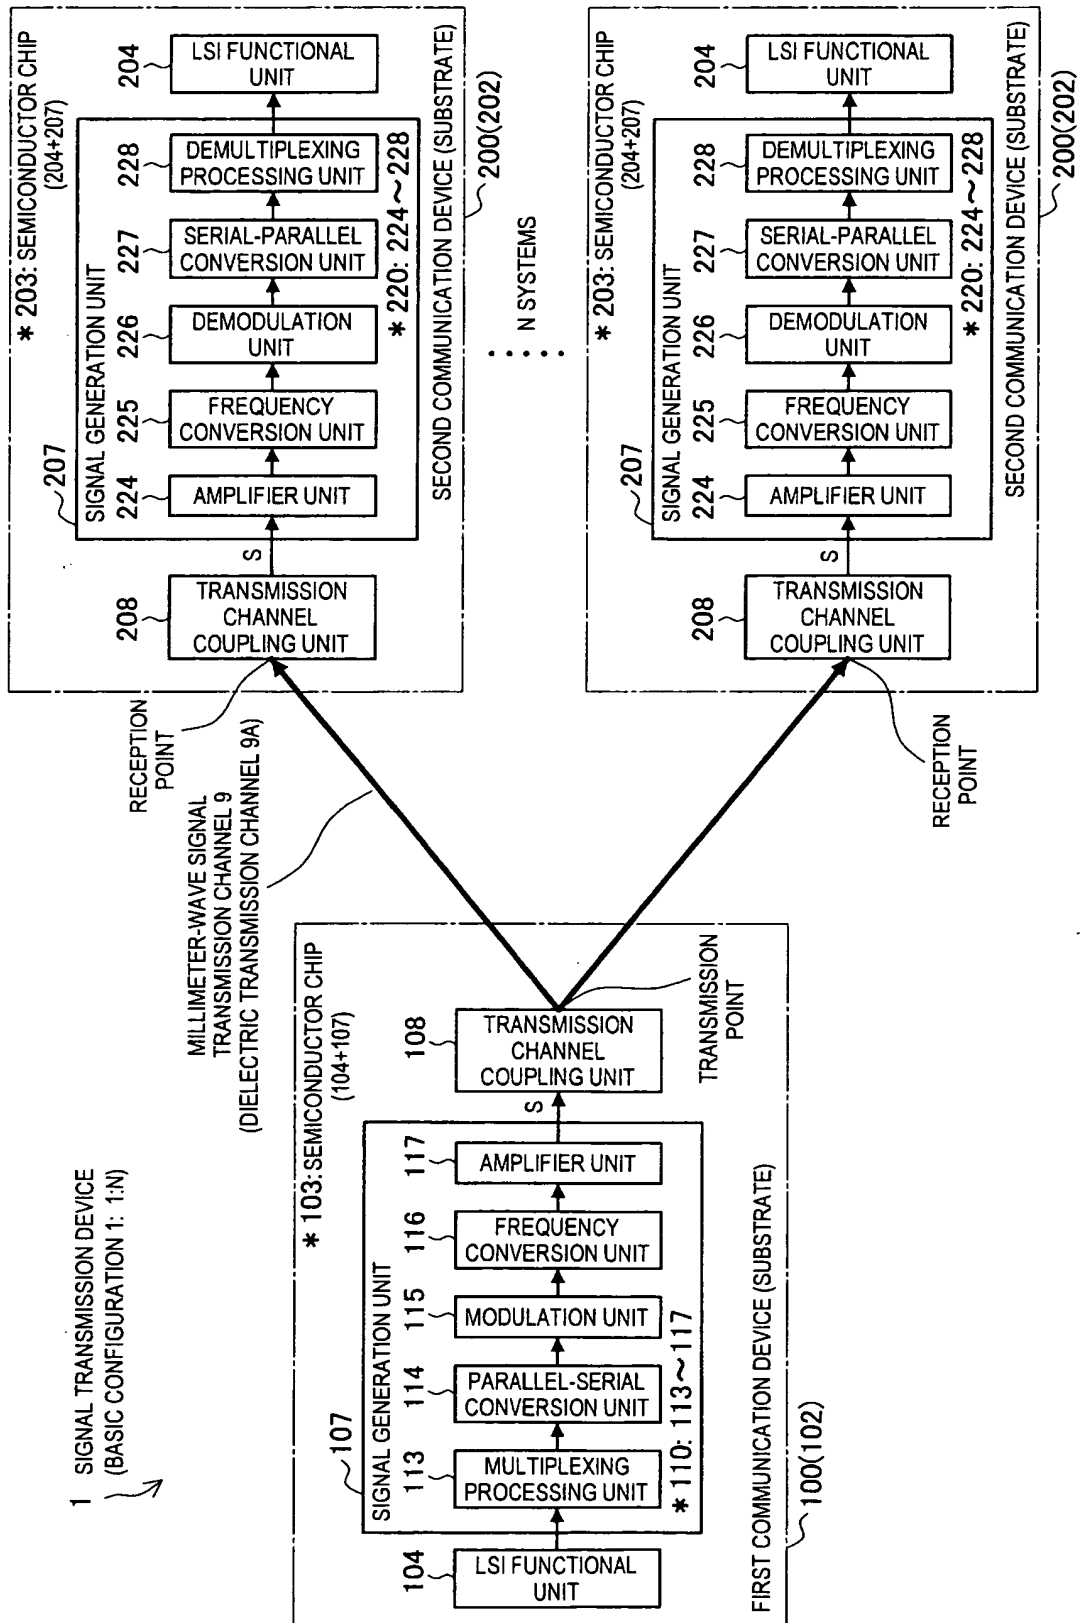 1
SIGNAL TRANSMISSION DEVICE
(BASIC CONFIGURATION 1: 1:N)
* 103: SEMICONDUCTOR CHIP
(104+107)
107
SIGNAL GENERATION UNIT
104
LSI FUNCTIONAL
UNIT
113
MULTIPLEXING
PROCESSING UNIT
114
PARALLEL-SERIAL
CONVERSION UNIT
115
MODULATION UNIT
116
FREQUENCY
CONVERSION UNIT
117
AMPLIFIER UNIT
* 110: 113~117
S
108
TRANSMISSION
CHANNEL
COUPLING UNIT
TRANSMISSION
POINT
FIRST COMMUNICATION DEVICE (SUBSTRATE)
100(102)
MILLIMETER-WAVE SIGNAL
TRANSMISSION CHANNEL 9
(DIELECTRIC TRANSMISSION CHANNEL 9A)
RECEPTION
POINT
* 203: SEMICONDUCTOR CHIP
(204+207)
208
TRANSMISSION
CHANNEL
COUPLING UNIT
S
207
SIGNAL GENERATION UNIT
224
AMPLIFIER UNIT
225
FREQUENCY
CONVERSION UNIT
226
DEMODULATION
UNIT
227
SERIAL-PARALLEL
CONVERSION UNIT
228
DEMULTIPLEXING
PROCESSING UNIT
* 220: 224~228
204
LSI FUNCTIONAL
UNIT
SECOND COMMUNICATION DEVICE (SUBSTRATE)
200(202)
.....
N SYSTEMS
RECEPTION
POINT
* 203: SEMICONDUCTOR CHIP
(204+207)
208
TRANSMISSION
CHANNEL
COUPLING UNIT
S
207
SIGNAL GENERATION UNIT
224
AMPLIFIER UNIT
225
FREQUENCY
CONVERSION UNIT
226
DEMODULATION
UNIT
227
SERIAL-PARALLEL
CONVERSION UNIT
228
DEMULTIPLEXING
PROCESSING UNIT
* 220: 224~228
204
LSI FUNCTIONAL
UNIT
SECOND COMMUNICATION DEVICE (SUBSTRATE)
200(202)